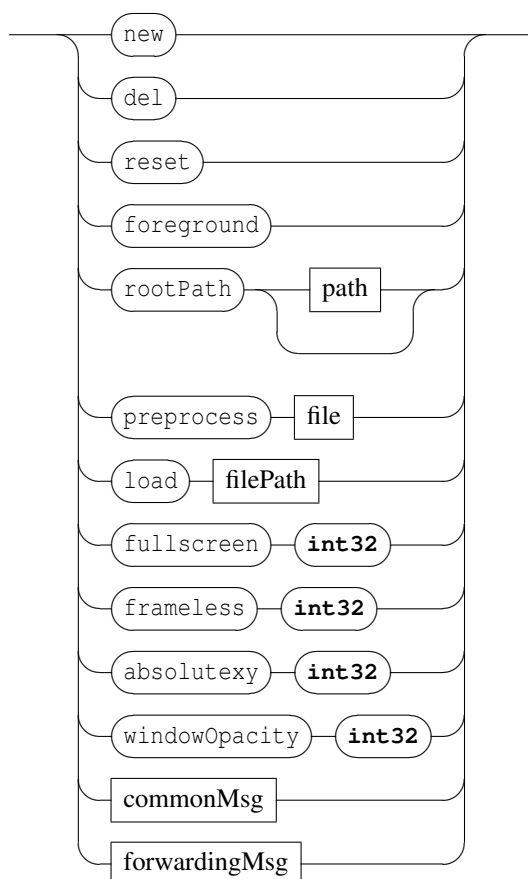 new
del
reset
foreground
rootPath path
preprocess file
load filePath
fullscreen int32
frameless int32
absolutexy int32
windowOpacity int32
commonMsg
forwardingMsg